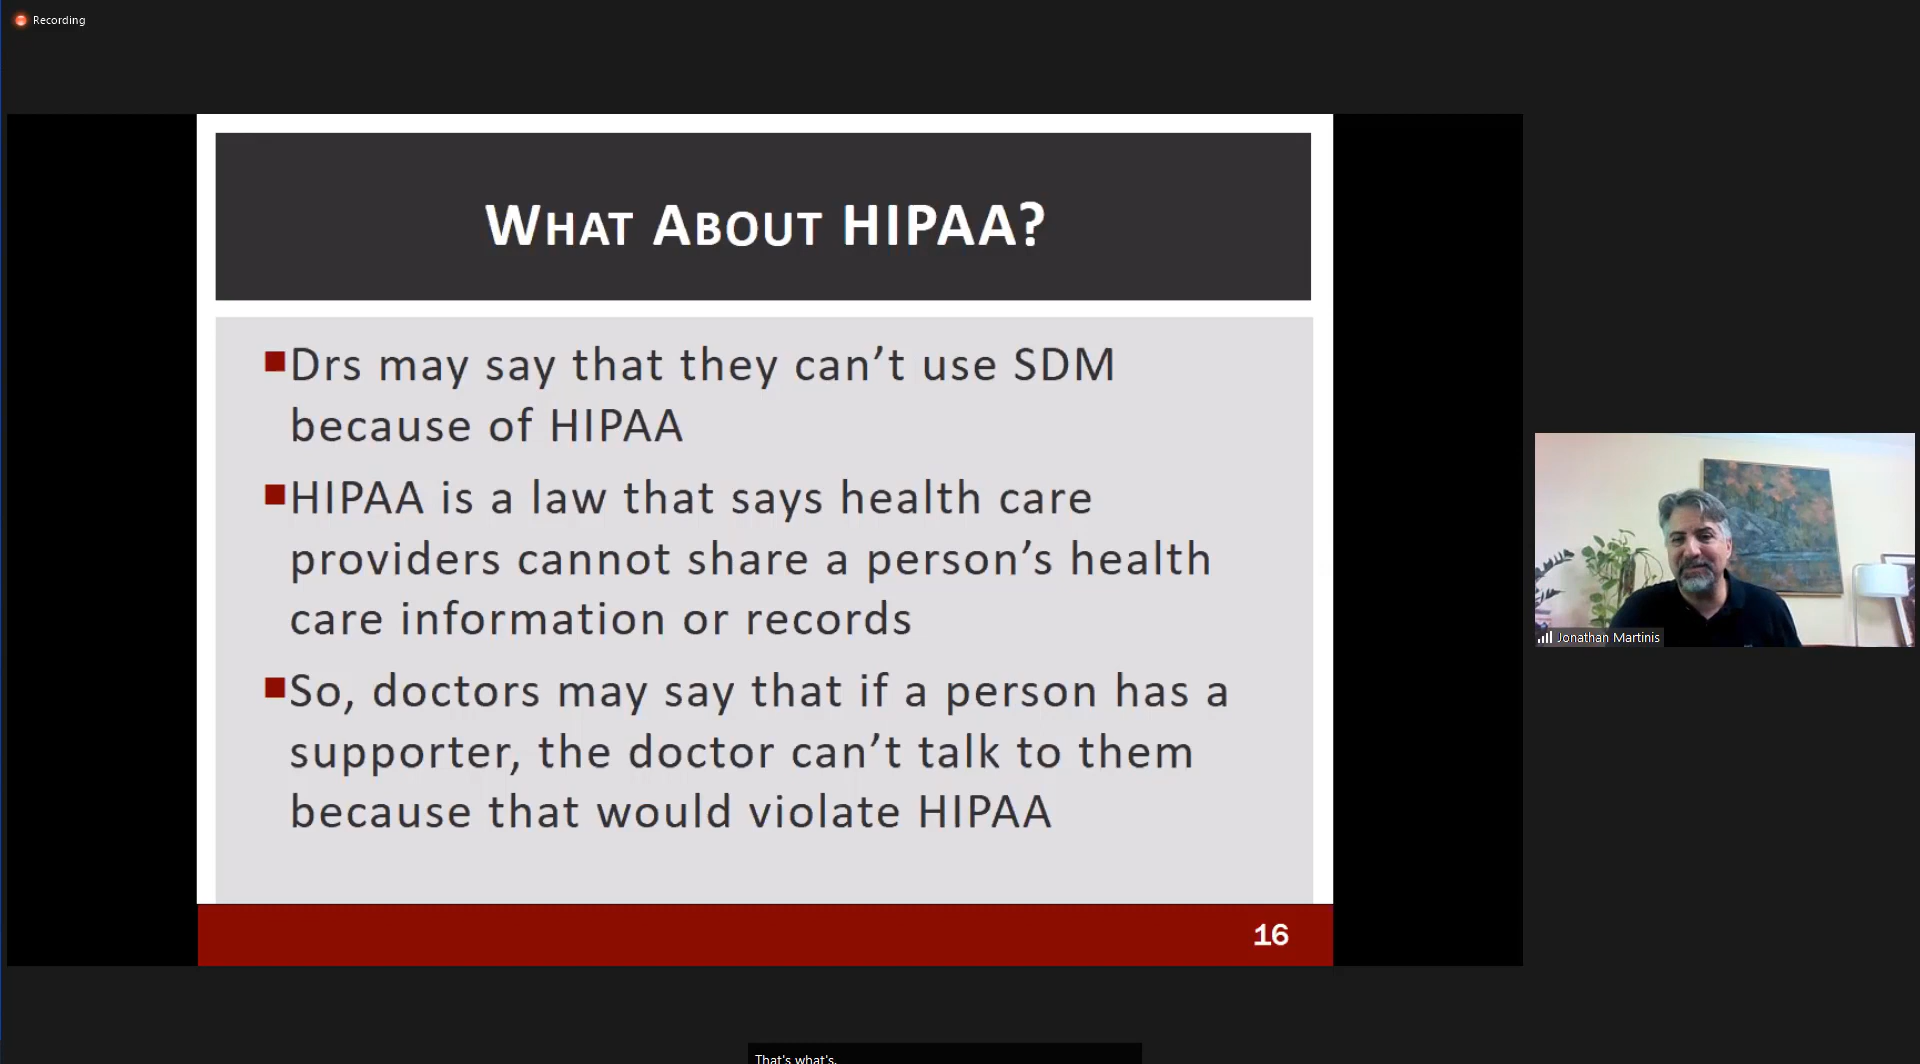 Recording
WHAT ABOUT HIPAA?
Drs may say that they can’t use SDM
because of HIPAA
HIPAA is a law that says health care
providers cannot share a person’s health
care information or records
So, doctors may say that if a person has a
supporter, the doctor can’t talk to them
because that would violate HIPAA
16
Jonathan Martinis
That's what's.